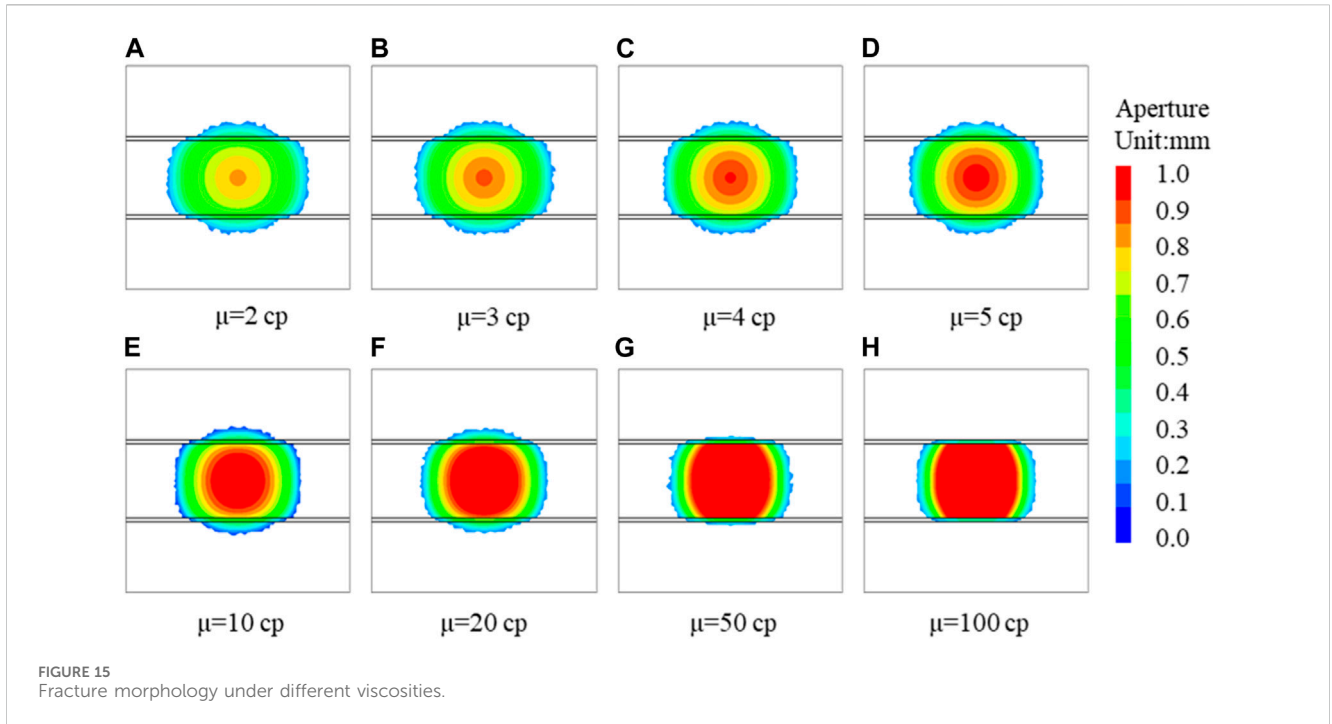 A
B
C
D
μ=2 cp
μ=3 cp
μ=4 cp
μ=5 cp
Aperture
Unit:mm
1.0
0.9
0.8
0.7
0.6
0.5
0.4
0.3
0.2
0.1
0.0
E
F
G
H
μ=10 cp
μ=20 cp
μ=50 cp
μ=100 cp
FIGURE 15
Fracture morphology under different viscosities.